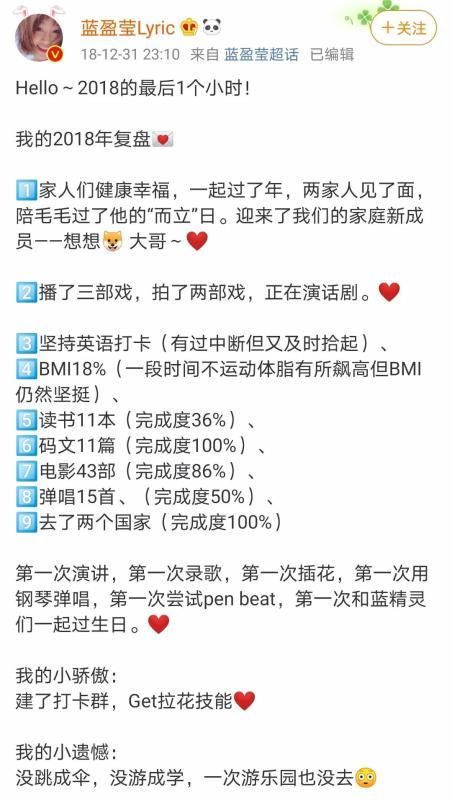 蓝盈莹Lyric
+关注
18-12-31 23:10 来自 蓝盈莹超话 已编辑
Hello～2018的最后1个小时！
我的2018年复盘💌
1️⃣家人们健康幸福，一起过了年，两家人见了面，
陪毛毛过了他的“而立”日。迎来了我们的家庭新成
员——想想🐶 大哥～❤️
2️⃣播了三部戏，拍了两部戏，正在演话剧。❤️
3️⃣坚持英语打卡（有过中断但又及时拾起）、
4️⃣BMI18%（一段时间不运动体脂有所飙高但BMI
仍然坚挺）、
5️⃣读书11本（完成度36%）、
6️⃣码文11篇（完成度100%）、
7️⃣电影43部（完成度86%）、
8️⃣弹唱15首、（完成度50%）、
9️⃣去了两个国家（完成度100%）
第一次演讲，第一次录歌，第一次插花，第一次用
钢琴弹唱，第一次尝试pen beat，第一次和蓝精灵
们一起过生日。❤️
我的小骄傲：
建了打卡群，Get拉花技能❤️
我的小遗憾：
没跳成伞，没游成学，一次游乐园也没去😳